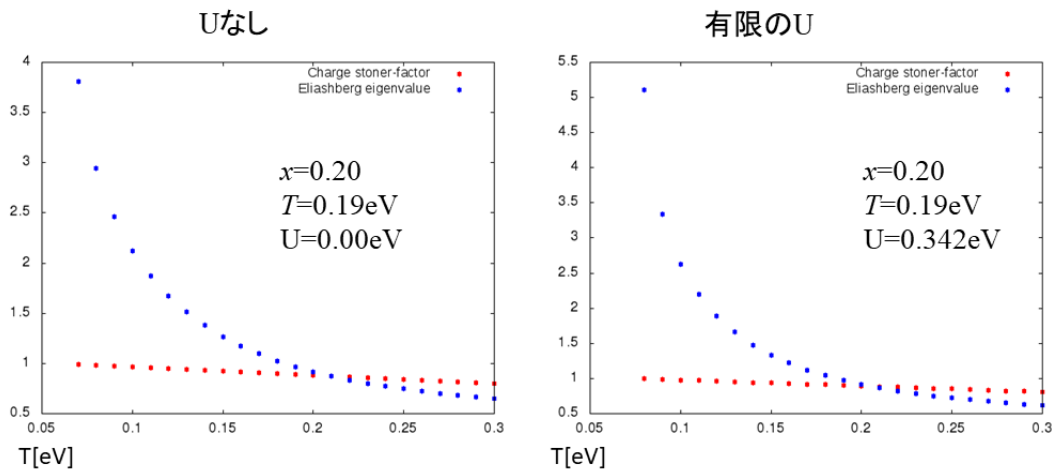 Uなし
4
3.5
3
2.5
2
1.5
1
0.5
Charge stoner-factor
Eliashberg eigenvalue
x=0.20
T=0.19eV
U=0.00eV
0.05 0.1 0.15 0.2 0.25 0.3
T[eV]
有限のU
5.5
5
4.5
4
3.5
3
2.5
2
1.5
1
0.5
Charge stoner-factor
Eliashberg eigenvalue
x=0.20
T=0.19eV
U=0.342eV
0.05 0.1 0.15 0.2 0.25 0.3
T[eV]